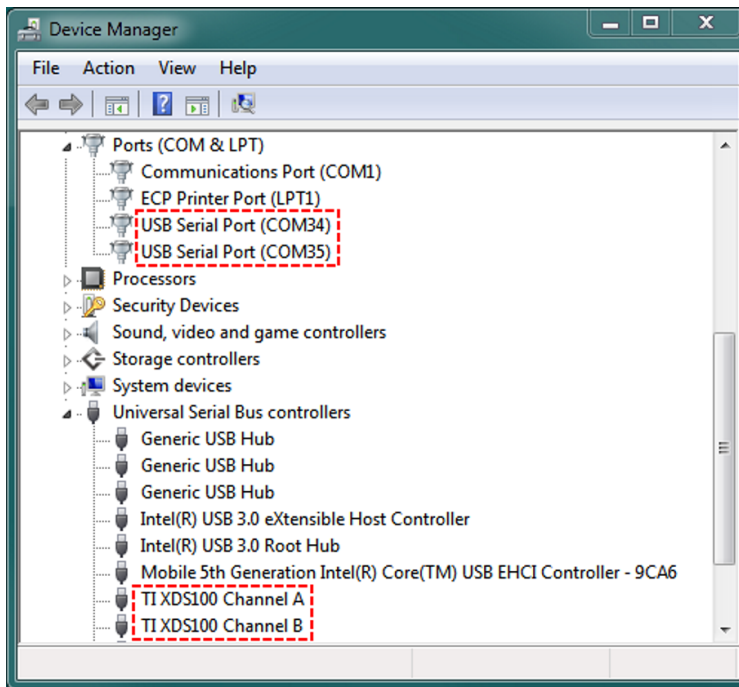 Device Manager
File Action View Help
Ports (COM & LPT)
Communications Port (COM1)
ECP Printer Port (LPT1)
USB Serial Port (COM34)
USB Serial Port (COM35)
Processors
Security Devices
Sound, video and game controllers
Storage controllers
System devices
Universal Serial Bus controllers
Generic USB Hub
Generic USB Hub
Generic USB Hub
Intel(R) USB 3.0 eXtensible Host Controller
Intel(R) USB 3.0 Root Hub
Mobile 5th Generation Intel(R) Core(TM) USB EHCI Controller - 9CA6
TI XDS100 Channel A
TI XDS100 Channel B